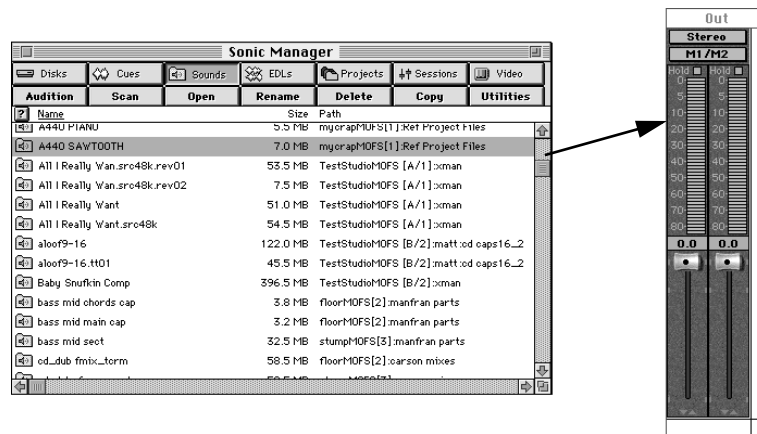 Out
Stereo
M1/M2
Hold Hold
0- 0-
5- 5-
10- 10-
20- 20-
30- 30-
40- 40-
50- 50-
60- 60-
70- 70-
80- 80-
0.0 0.0
Sonic Manager
Disks Cues Sounds EDLs Projects Sessions Video
Audition Scan Open Rename Delete Copy Utilities
? Name Size Path
A440 PIANO 5.5 MB mycrapMOFS[1]:Ref Project Files
A440 SAWTOOTH 7.0 MB mycrapMOFS[1]:Ref Project Files
All I Really Wan.src48k.rev01 53.5 MB TestStudioMOFS [A/1]:xman
All I Really Wan.src48k.rev02 7.5 MB TestStudioMOFS [A/1]:xman
All I Really Want 51.0 MB TestStudioMOFS [A/1]:xman
All I Really Want.src48k 54.5 MB TestStudioMOFS [A/1]:xman
aloof9-16 122.0 MB TestStudioMOFS [B/2]:matt:cd caps16_2
aloof9-16.tt01 45.5 MB TestStudioMOFS [B/2]:matt:cd caps16_2
Baby Snufkin Comp 396.5 MB TestStudioMOFS [B/2]:xman
bass mid chords cap 3.8 MB floorMOFS[2]:manfran parts
bass mid main cap 3.2 MB floorMOFS[2]:manfran parts
bass mid sect 32.5 MB stumpMOFS[3]:manfran parts
cd_dub fmix_tcrm 58.5 MB floorMOFS[2]:carson mixes